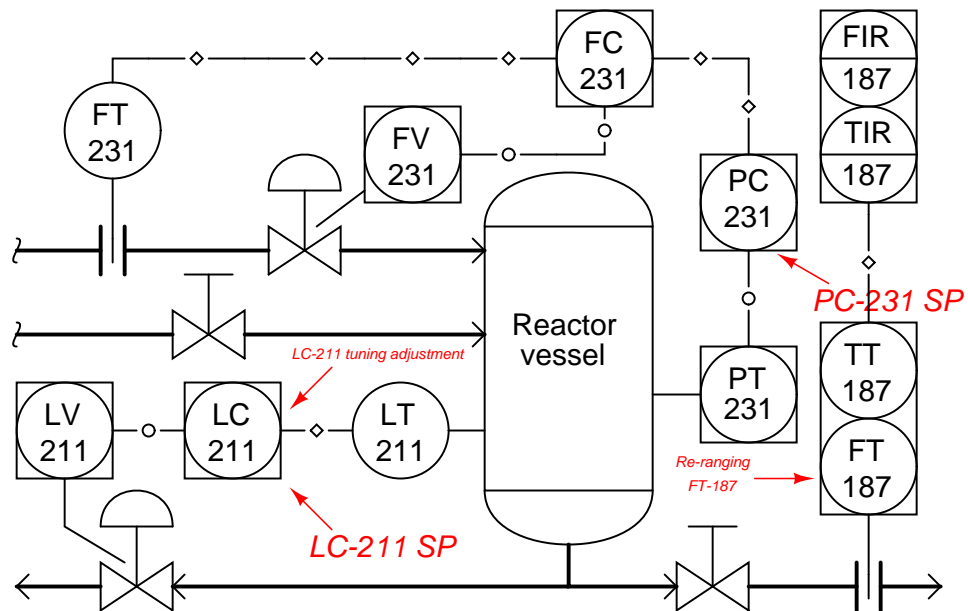 FC
231
FIR
187
TIR
187
FT
231
FV
231
PC
231
PC-231 SP
Reactor
vessel
LC-211 tuning adjustment
TT
187
PT
231
LV
211
LC
211
LT
211
FT
187
Re-ranging
FT-187
LC-211 SP